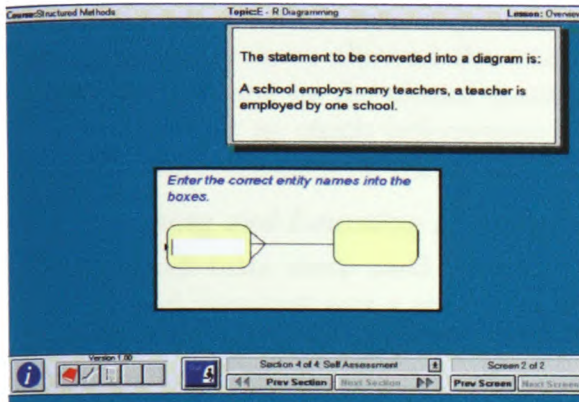 Course: Structured Methods
Topic: E - R Diagramming
Lesson: Overview
The statement to be converted into a diagram is:
A school employs many teachers, a teacher is
employed by one school.
Enter the correct entity names into the
boxes.
Version 1.00
Section 4 of 4: Self Assessment
Screen 2 of 2
Prev Section
Next Section
Prev Screen
Next Screen